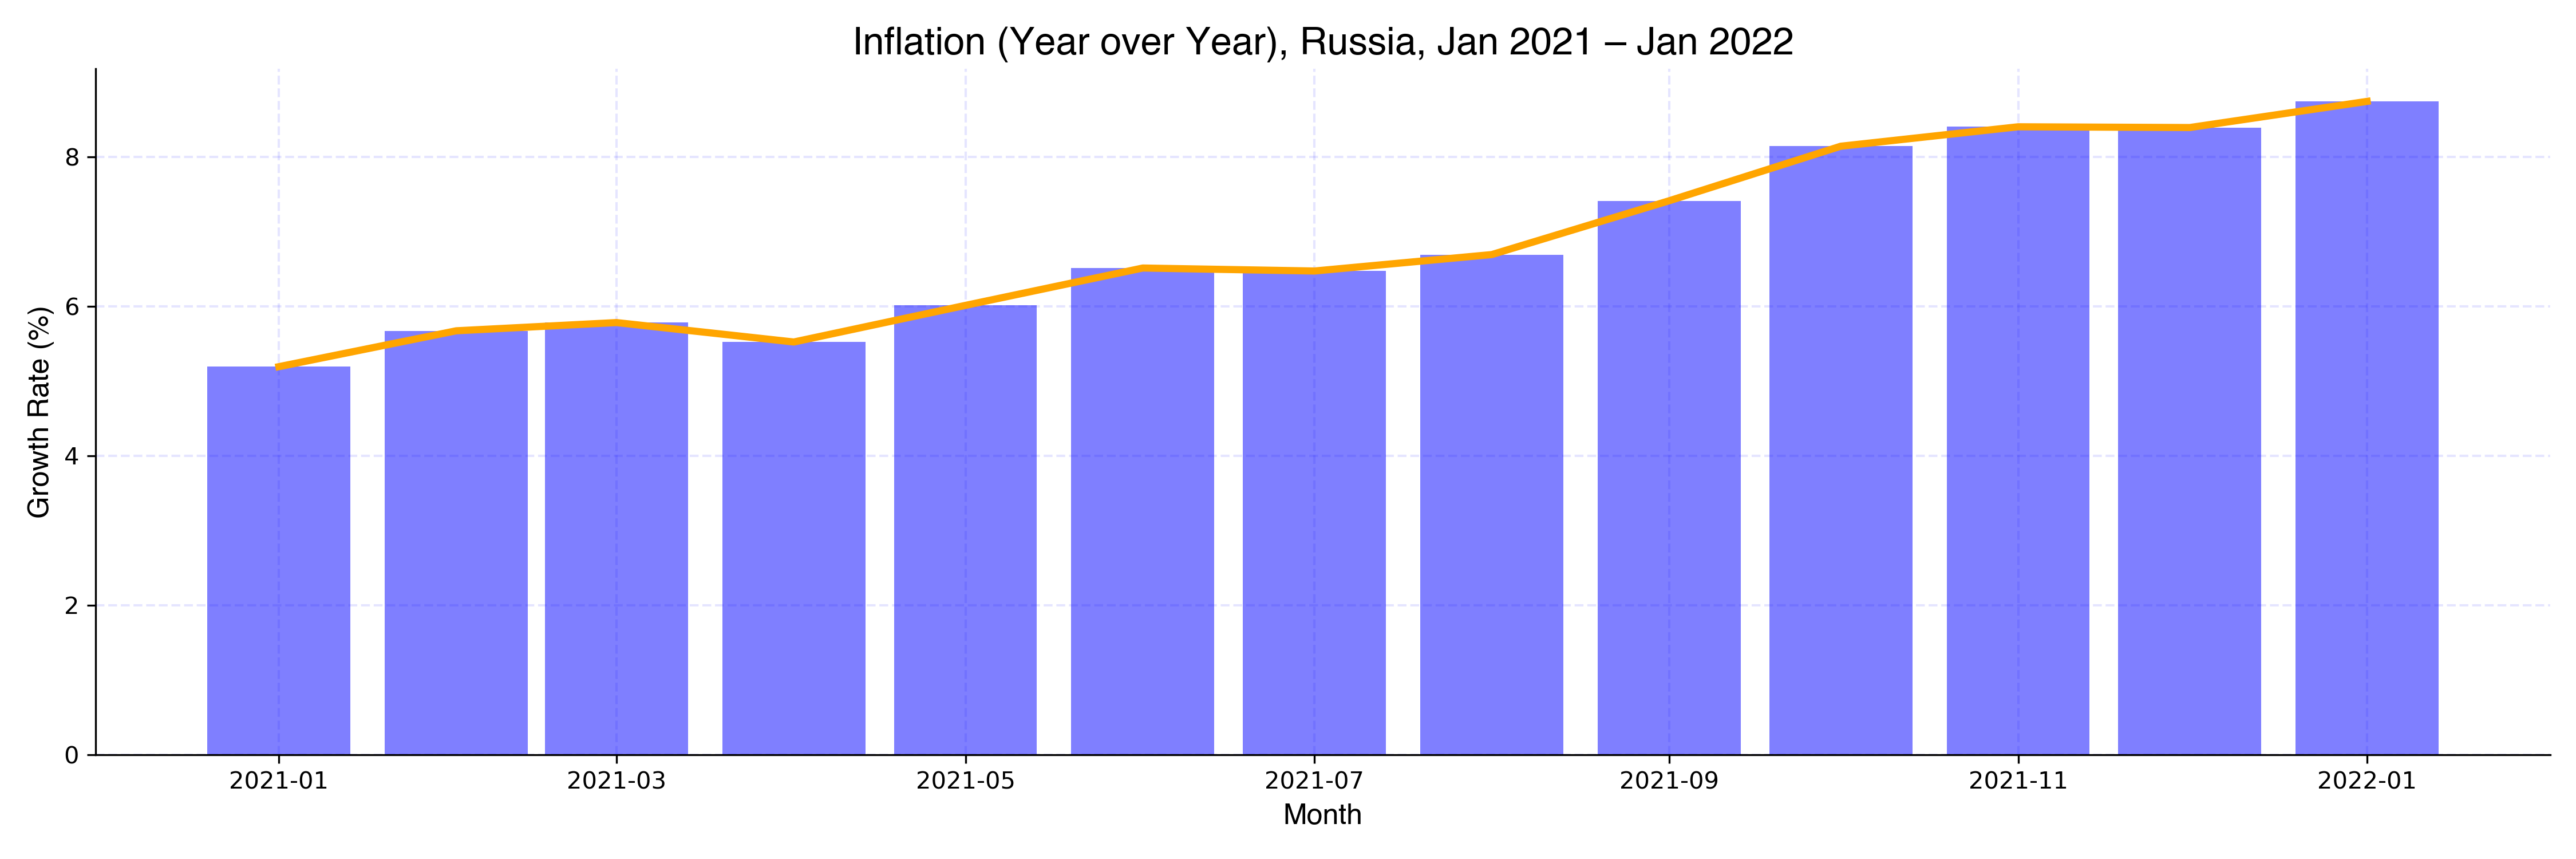 Inflation (Year over Year), Russia, Jan 2021 – Jan 2022
Growth Rate (%)
8
6
4
2
0
2021-01 2021-03 2021-05 2021-07 2021-09 2021-11 2022-01
Month